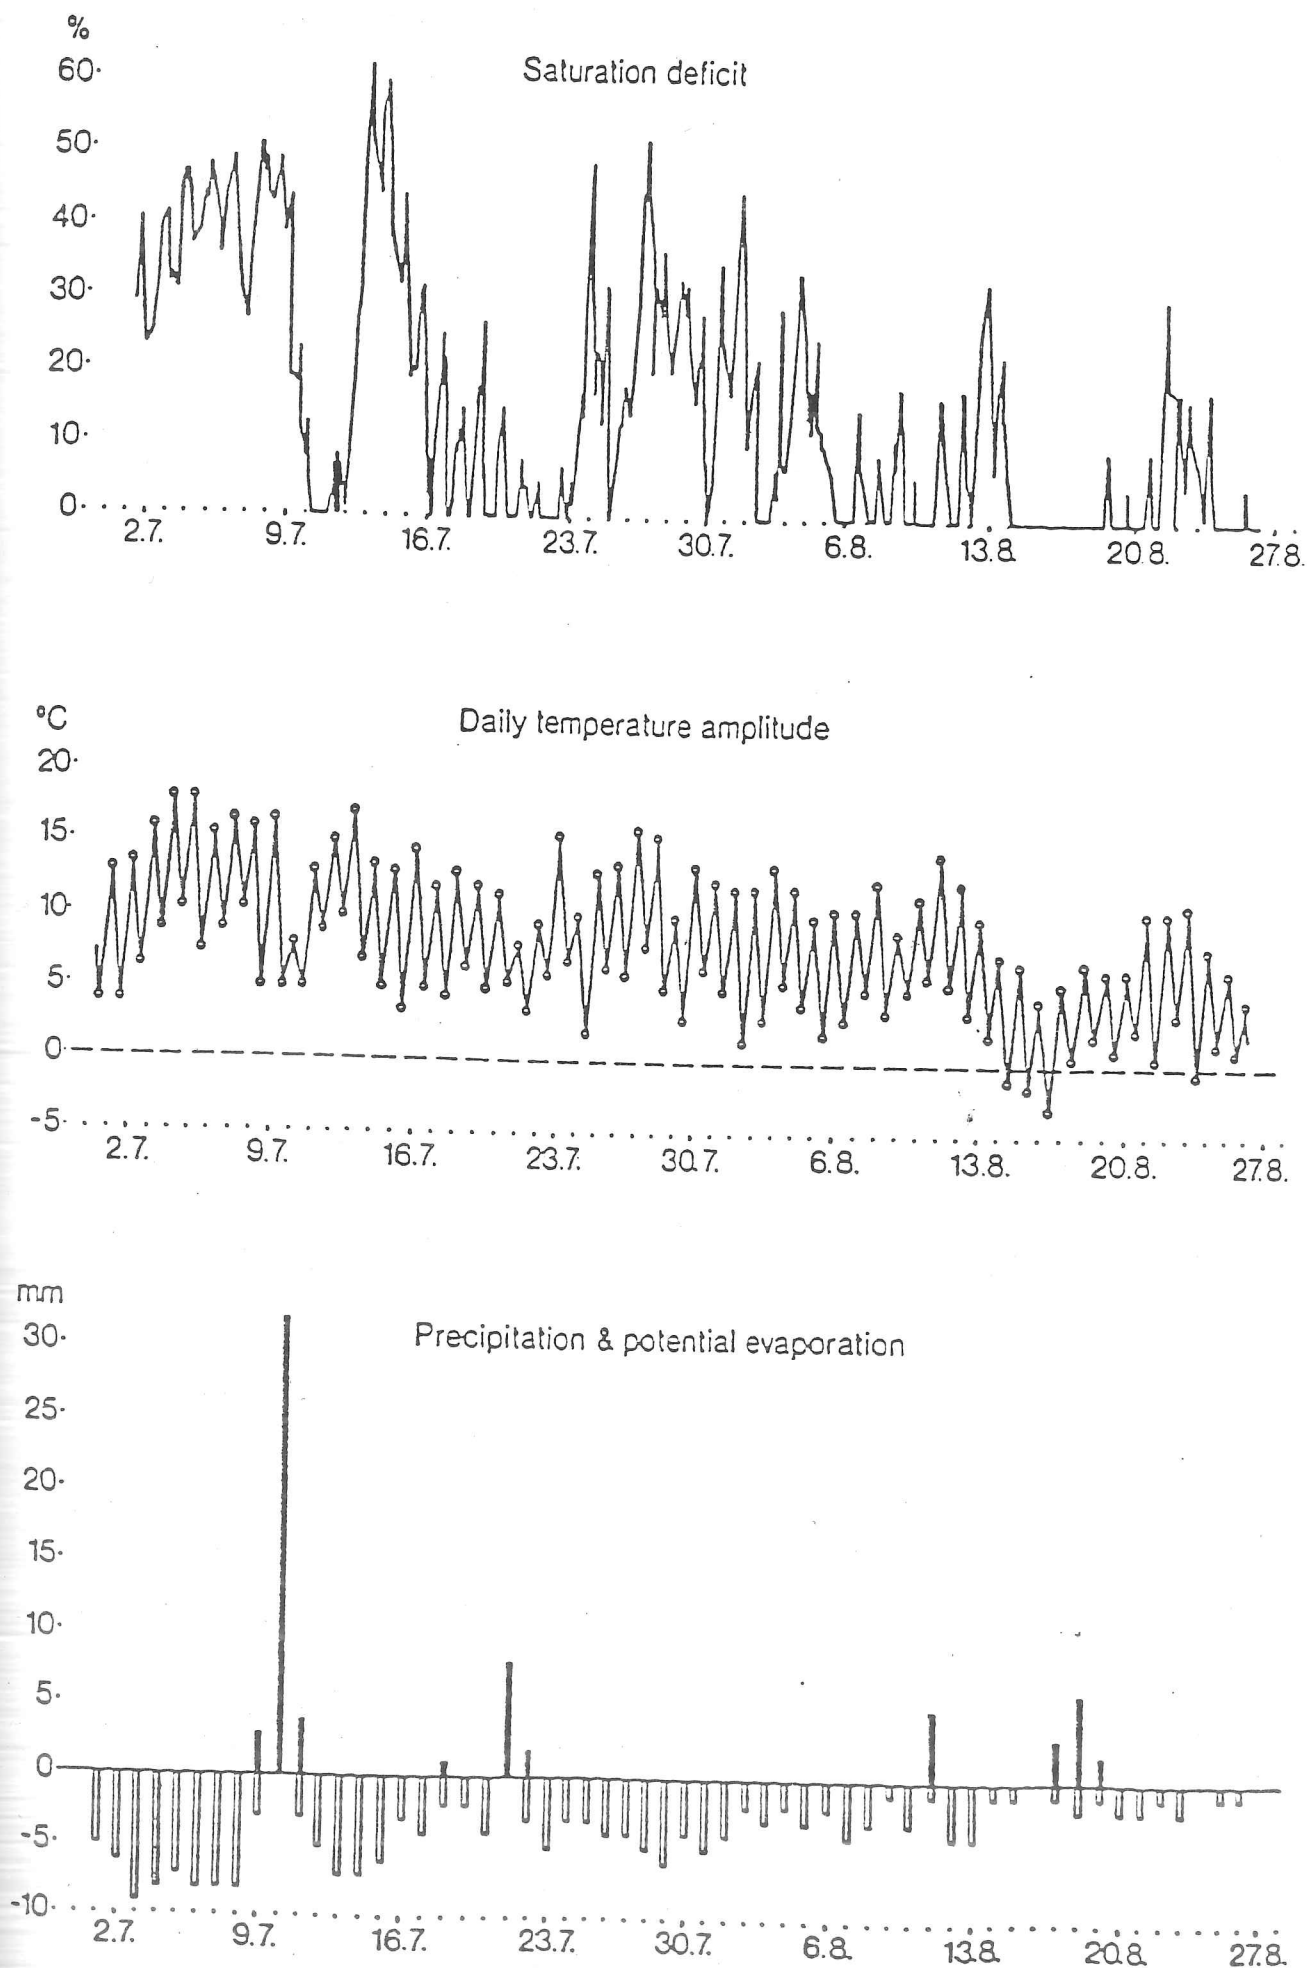 %
60
Saturation deficit
50
40
30
20
10
0
2.7. 9.7. 16.7. 23.7. 30.7. 6.8. 13.8. 20.8. 27.8.
°C
Daily temperature amplitude
20
15
10
5
0
-5
2.7. 9.7. 16.7. 23.7. 30.7. 6.8. 13.8. 20.8. 27.8.
mm
30
Precipitation & potential evaporation
25
20
15
10
5
0
-5
-10
2.7. 9.7. 16.7. 23.7. 30.7. 6.8. 13.8. 20.8. 27.8.